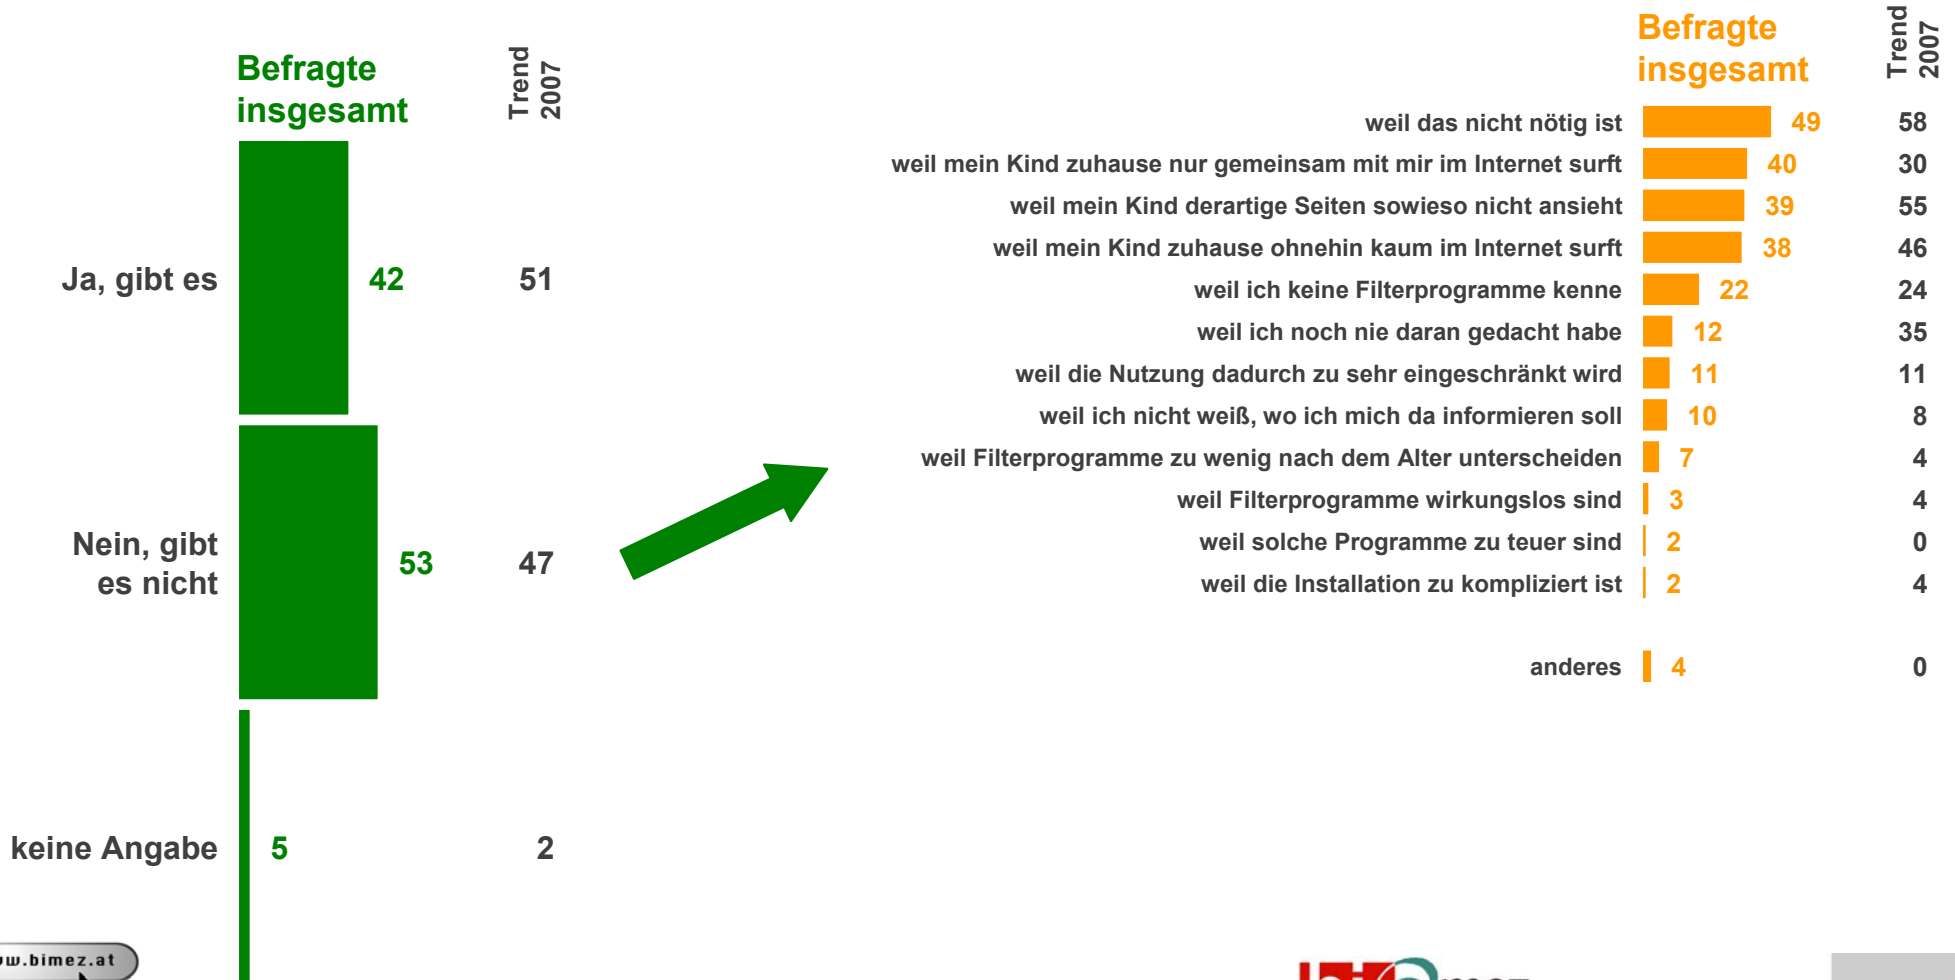 Befragte
insgesamt
Trend
2007
Ja, gibt es 42 51
Nein, gibt
es nicht 53 47
keine Angabe 5 2
Befragte
insgesamt
Trend
2007
weil das nicht nötig ist 49 58
weil mein Kind zuhause nur gemeinsam mit mir im Internet surft 40 30
weil mein Kind derartige Seiten sowieso nicht ansieht 39 55
weil mein Kind zuhause ohnehin kaum im Internet surft 38 46
weil ich keine Filterprogramme kenne 22 24
weil ich noch nie daran gedacht habe 12 35
weil die Nutzung dadurch zu sehr eingeschränkt wird 11 11
weil ich nicht weiß, wo ich mich da informieren soll 10 8
weil Filterprogramme zu wenig nach dem Alter unterscheiden 7 4
weil Filterprogramme wirkungslos sind 3 4
weil solche Programme zu teuer sind 2 0
weil die Installation zu kompliziert ist 2 4
anderes 4 0
w.bimez.at